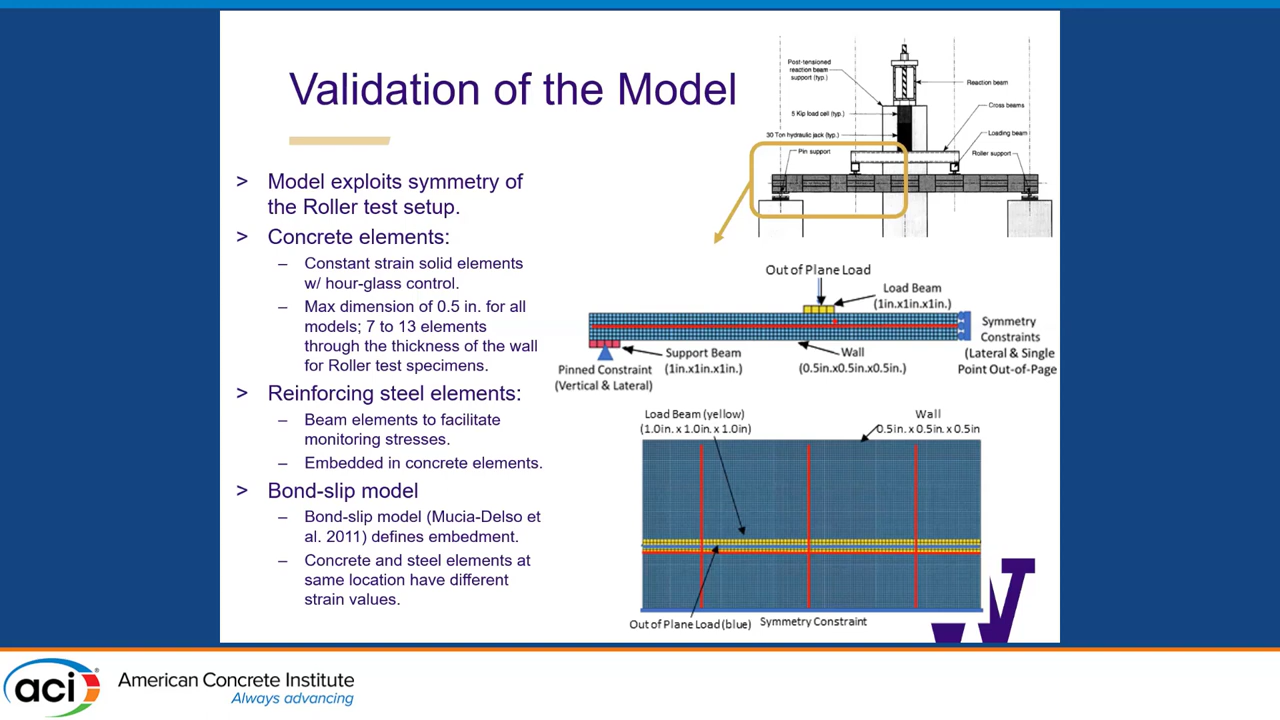 Validation of the Model
> Model exploits symmetry of
the Roller test setup.
> Concrete elements:
– Constant strain solid elements
w/ hour-glass control.
– Max dimension of 0.5 in. for all
models; 7 to 13 elements
through the thickness of the wall
for Roller test specimens.
> Reinforcing steel elements:
– Beam elements to facilitate
monitoring stresses.
– Embedded in concrete elements.
> Bond-slip model
– Bond-slip model (Mucia-Delso et
al. 2011) defines embedment.
– Concrete and steel elements at
same location have different
strain values.
Post-tensioned
reaction beam
support (typ.)
Reaction beam
Cross beams
5 Kip load cell (typ.)
30 Ton hydraulic jack (typ.)
Loading beam
Pin support
Roller support
Out of Plane Load
Load Beam
(1in.x1in.x1in.)
Symmetry
Constraints
(Lateral & Single
Point Out-of-Page
Support Beam
(1in.x1in.x1in.)
Wall
(0.5in.x0.5in.x0.5in.)
Pinned Constraint
(Vertical & Lateral)
Load Beam (yellow)
(1.0in. x 1.0in. x 1.0in)
Wall
0.5in. x 0.5in. x 0.5in
Out of Plane Load (blue)
Symmetry Constraint
W
aci®
American Concrete Institute
Always advancing